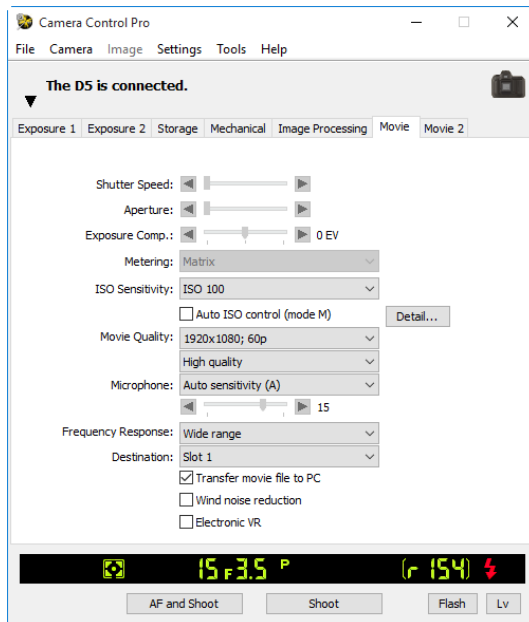 Camera Control Pro
File Camera Image Settings Tools Help
The D5 is connected.
Exposure 1 Exposure 2 Storage Mechanical Image Processing Movie Movie 2
Shutter Speed:
Aperture:
Exposure Comp.: 0 EV
Metering: Matrix
ISO Sensitivity: ISO 100
Auto ISO control (mode M) Detail...
Movie Quality: 1920x1080; 60p
High quality
Microphone: Auto sensitivity (A)
15
Frequency Response: Wide range
Destination: Slot 1
Transfer movie file to PC
Wind noise reduction
Electronic VR
15 F3.5 P (r 154)
AF and Shoot Shoot Flash Lv